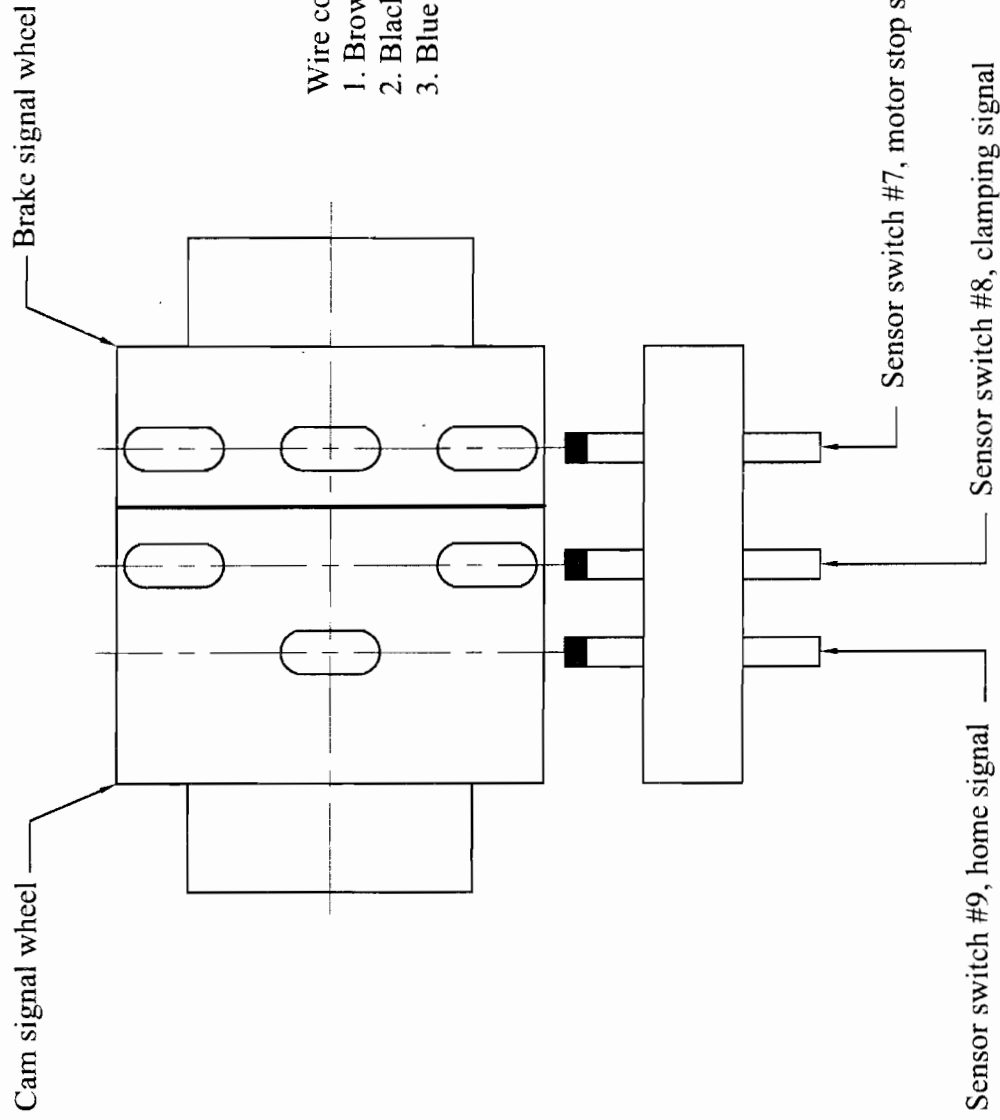 Cam signal wheel
Brake signal wheel
Wire co
1. Brow
2. Blac
3. Blue
Sensor switch #7, motor stop s
Sensor switch #9, home signal
Sensor switch #8, clamping signal